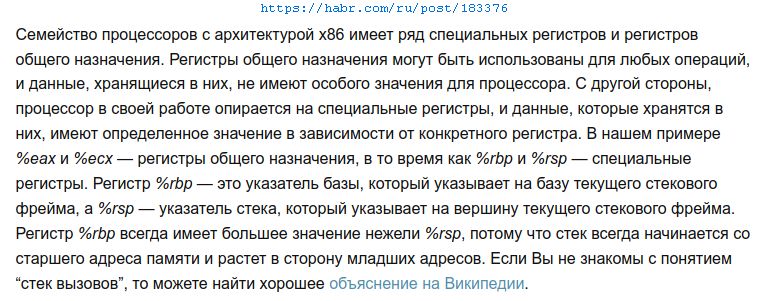 https://habr.com/ru/post/183376
Семейство процессоров с архитектурой x86 имеет ряд специальных регистров и регистров
общего назначения. Регистры общего назначения могут быть использованы для любых операций,
и данные, хранящиеся в них, не имеют особого значения для процессора. С другой стороны,
процессор в своей работе опирается на специальные регистры, и данные, которые хранятся в
них, имеют определенное значение в зависимости от конкретного регистра. В нашем примере
%eax и %ecx — регистры общего назначения, в то время как %rbp и %rsp — специальные
регистры. Регистр %rbp — это указатель базы, который указывает на базу текущего стекового
фрейма, а %rsp — указатель стека, который указывает на вершину текущего стекового фрейма.
Регистр %rbp всегда имеет большее значение нежели %rsp, потому что стек всегда начинается со
старшего адреса памяти и растет в сторону младших адресов. Если Вы не знакомы с понятием
“стек вызовов”, то можете найти хорошее объяснение на Википедии.